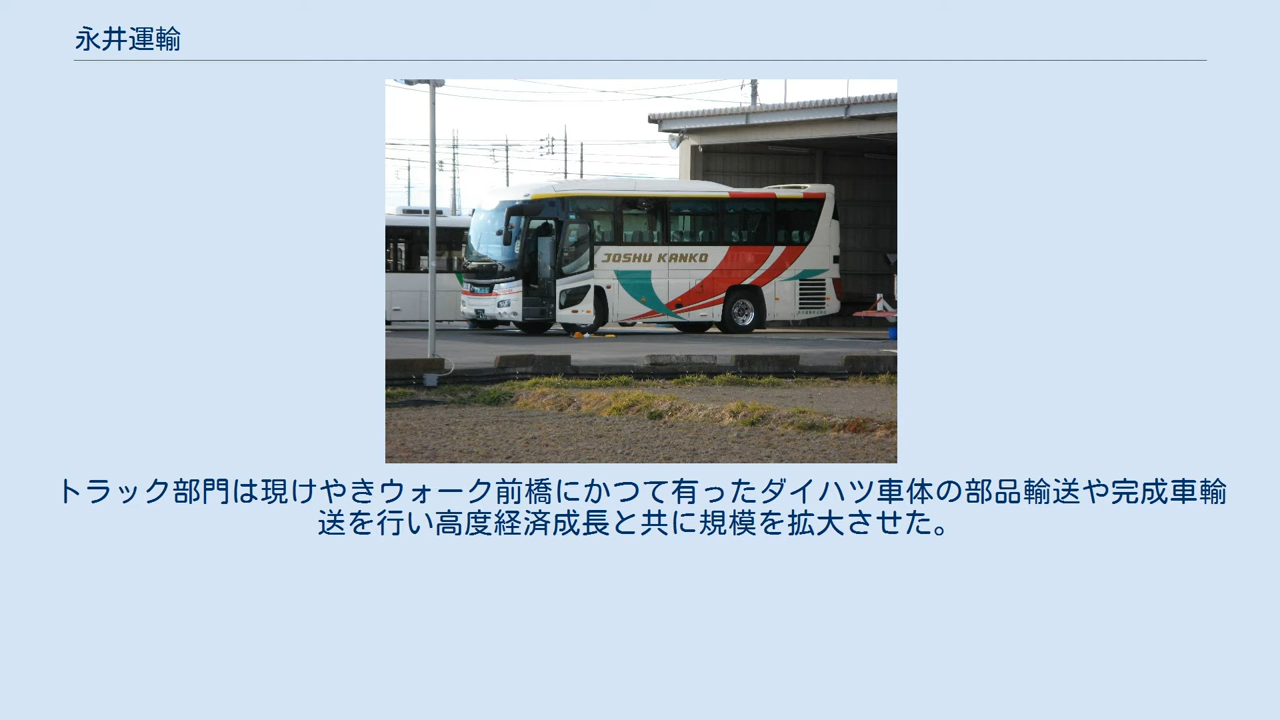 永井運輸
JOSHU KANKO
トラック部門は現けやきウォーク前橋にかつて有ったダイハツ車体の部品輸送や完成車輸
送を行い高度経済成長と共に規模を拡大させた。